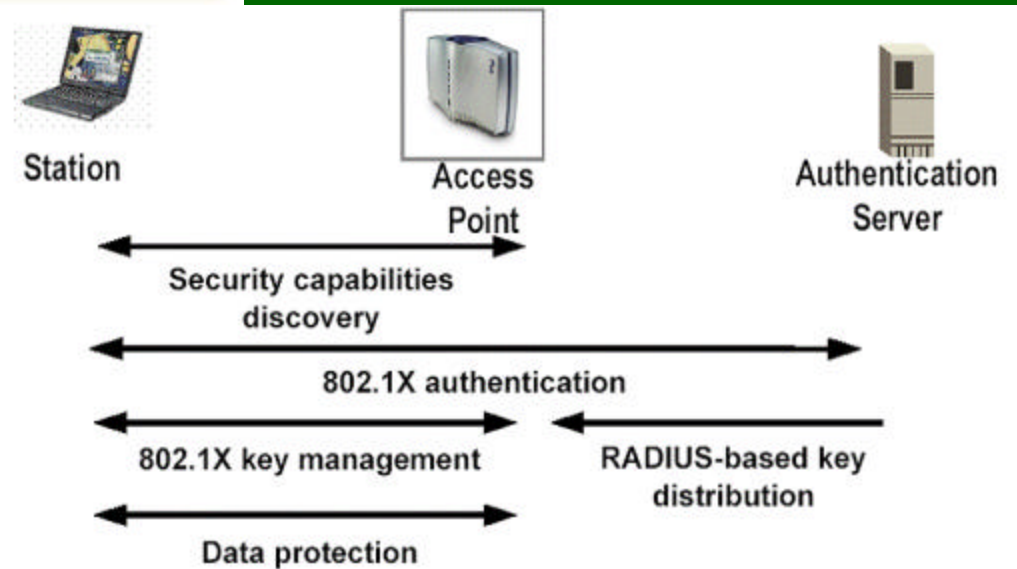 Station
Access
Point
Authentication
Server
Security capabilities
discovery
802.1X authentication
802.1X key management
RADIUS-based key
distribution
Data protection